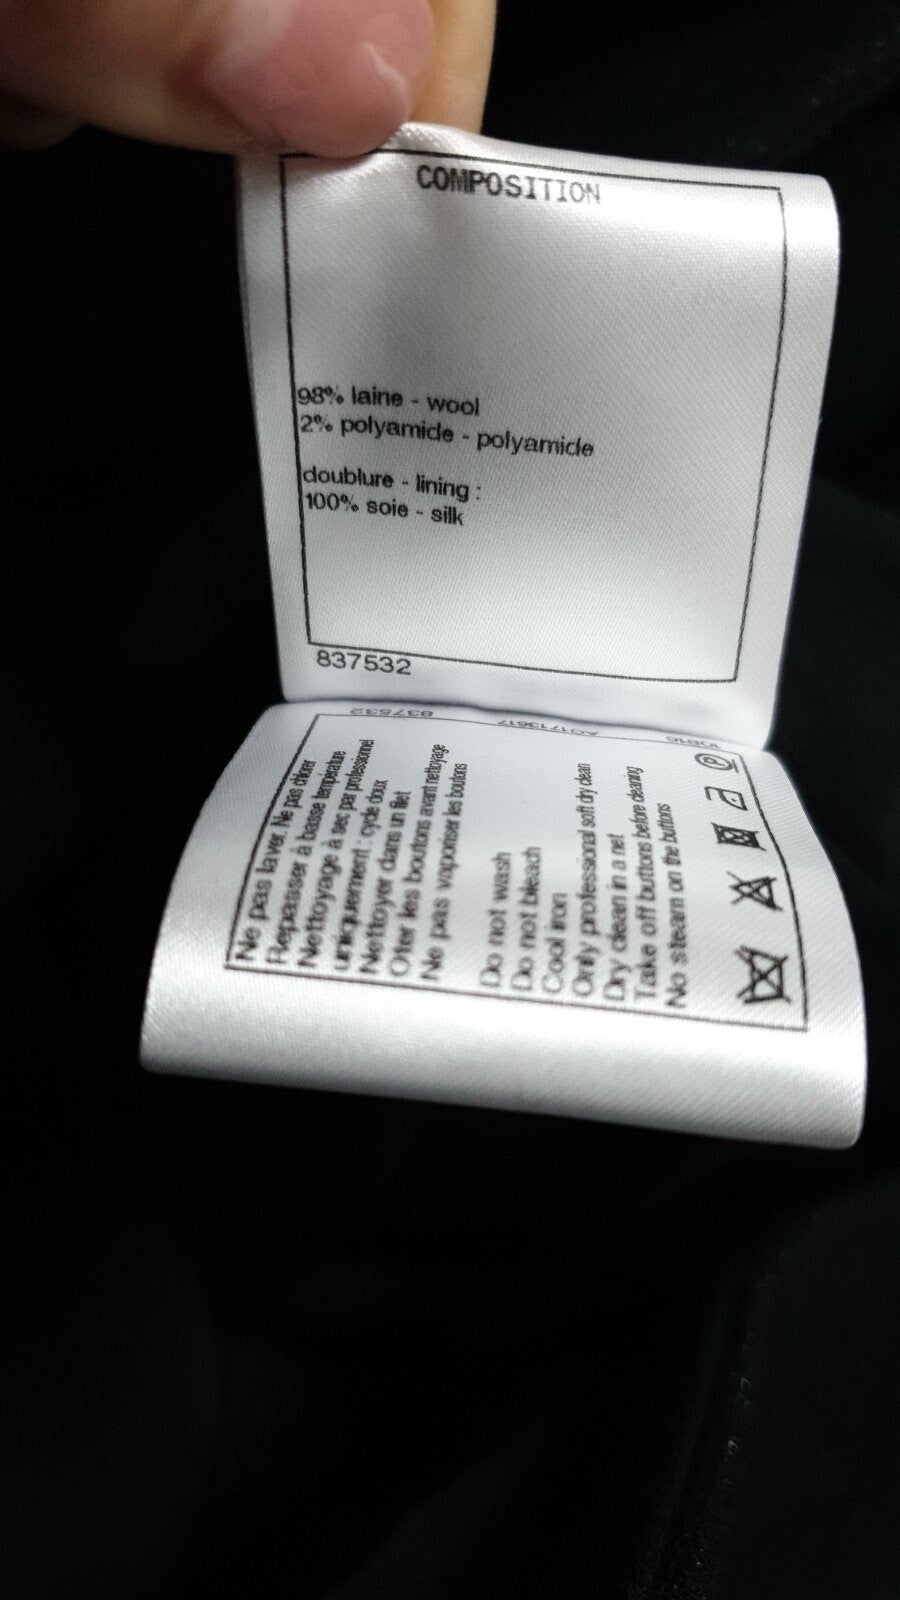 COMPOSITION
98% laine - wool
2% polyamide - polyamide
doublure - lining :
100% soie - silk
837532
837532
Ne pas laver. Ne pas chlorer
Repasser à basse température
Nettoyage à sec par professionnel
uniquement : cycle doux
Nettoyer dans un filet
Oter les boutons avant nettoyage
Ne pas vaporiser les boutons
Do not wash
Do not bleach
Cool iron
Only professional soft dry clean
Dry clean in a net
Take off buttons before cleaning
No steam on the buttons